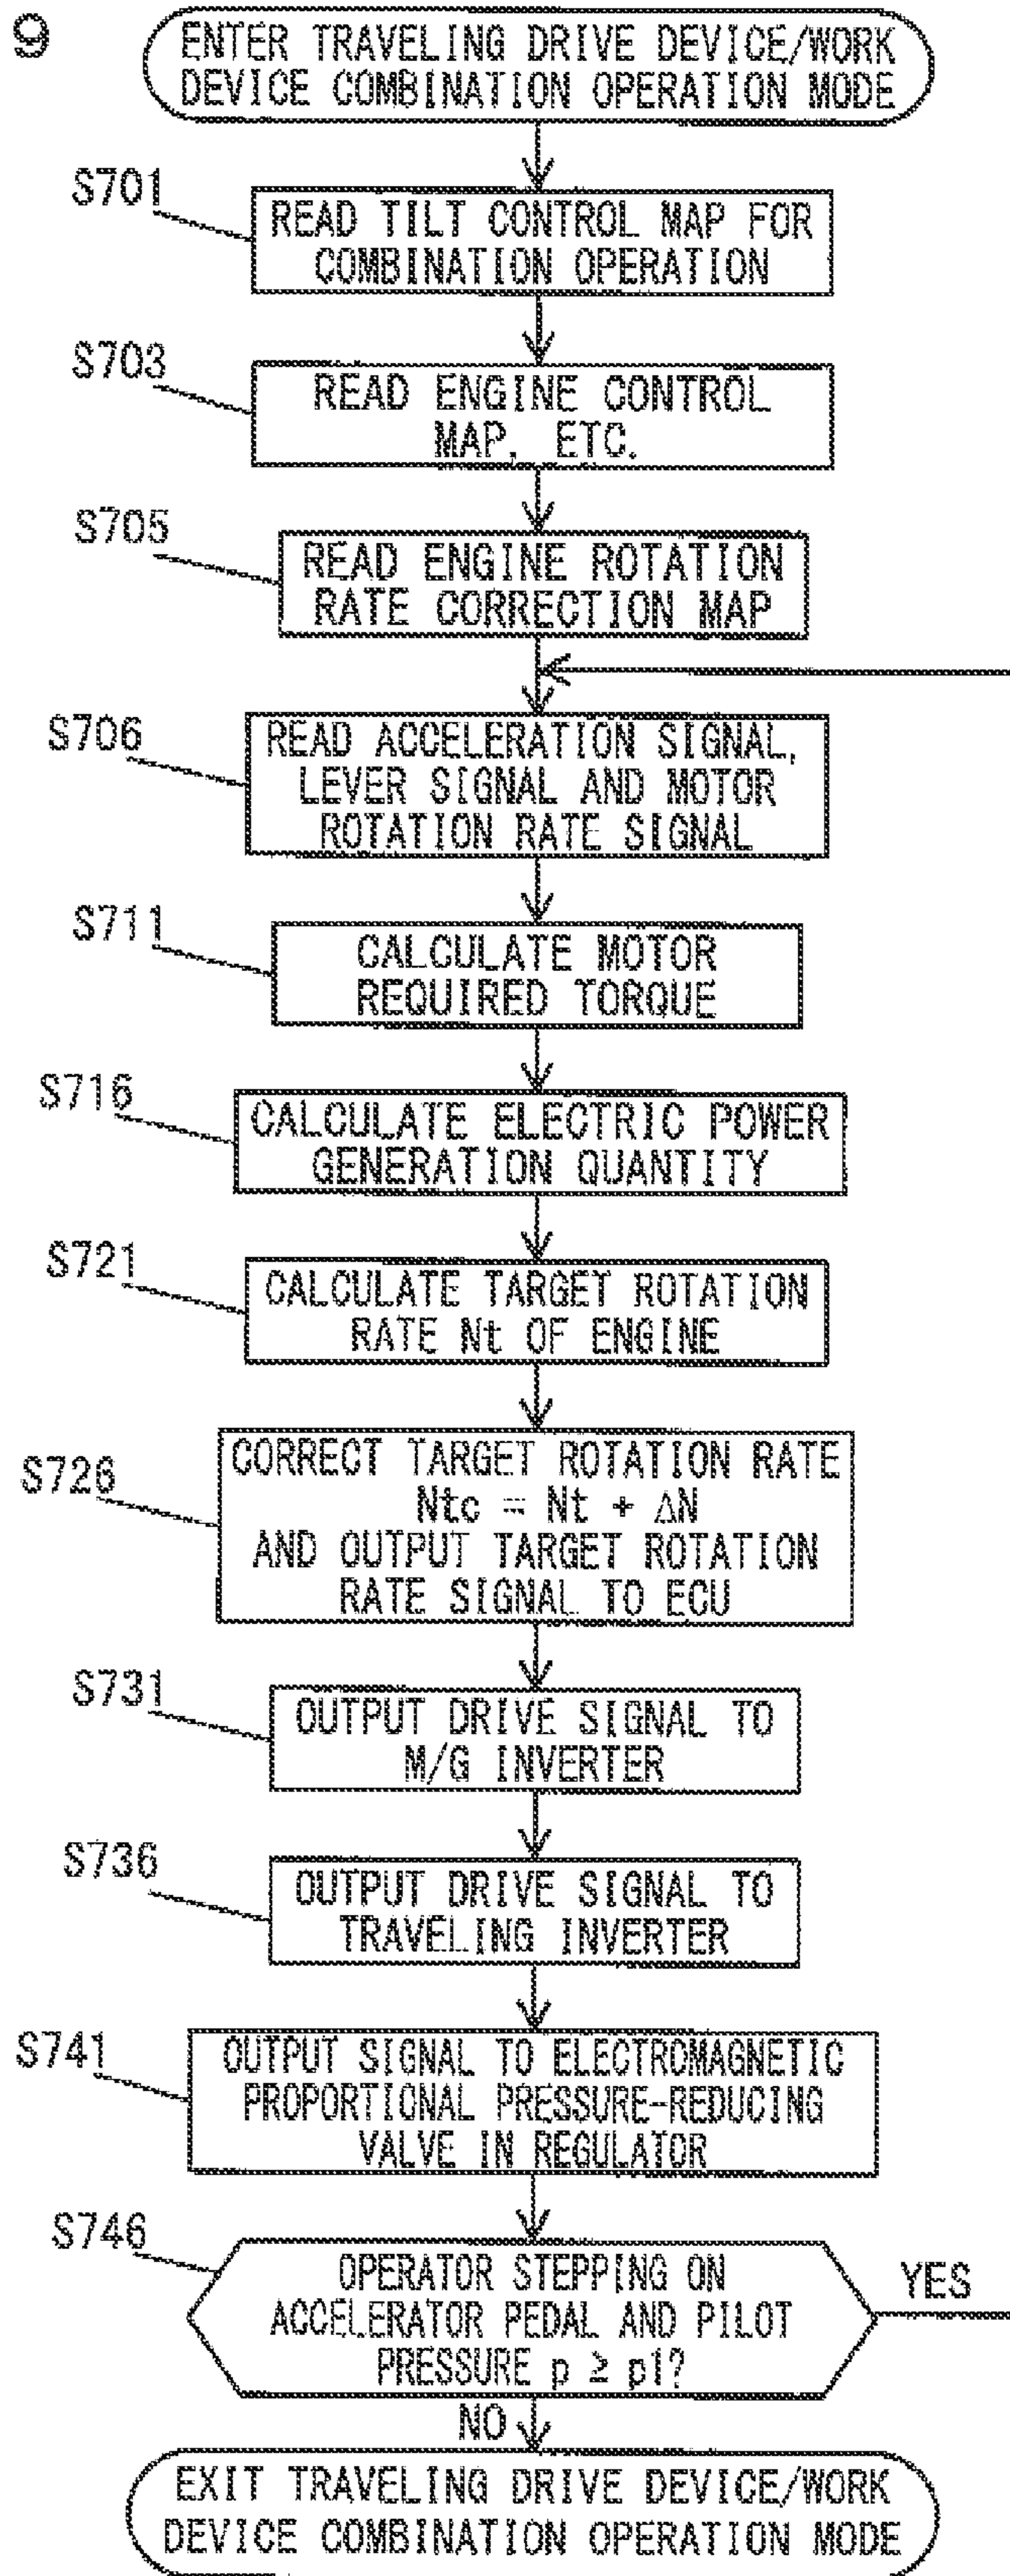 9
ENTER TRAVELING DRIVE DEVICE/WORK
DEVICE COMBINATION OPERATION MODE
S701
READ TILT CONTROL MAP FOR
COMBINATION OPERATION
S703
READ ENGINE CONTROL
MAP, ETC.
S705
READ ENGINE ROTATION
RATE CORRECTION MAP
S706
READ ACCELERATION SIGNAL,
LEVER SIGNAL AND MOTOR
ROTATION RATE SIGNAL
S711
CALCULATE MOTOR
REQUIRED TORQUE
S716
CALCULATE ELECTRIC POWER
GENERATION QUANTITY
S721
CALCULATE TARGET ROTATION
RATE Nt OF ENGINE
S726
CORRECT TARGET ROTATION RATE
Ntc = Nt + ΔN
AND OUTPUT TARGET ROTATION
RATE SIGNAL TO ECU
S731
OUTPUT DRIVE SIGNAL TO
M/G INVERTER
S736
OUTPUT DRIVE SIGNAL TO
TRAVELING INVERTER
S741
OUTPUT SIGNAL TO ELECTROMAGNETIC
PROPORTIONAL PRESSURE-REDUCING
VALVE IN REGULATOR
S746
OPERATOR STEPPING ON
ACCELERATOR PEDAL AND PILOT
PRESSURE p ≥ p1?
YES
NO
EXIT TRAVELING DRIVE DEVICE/WORK
DEVICE COMBINATION OPERATION MODE